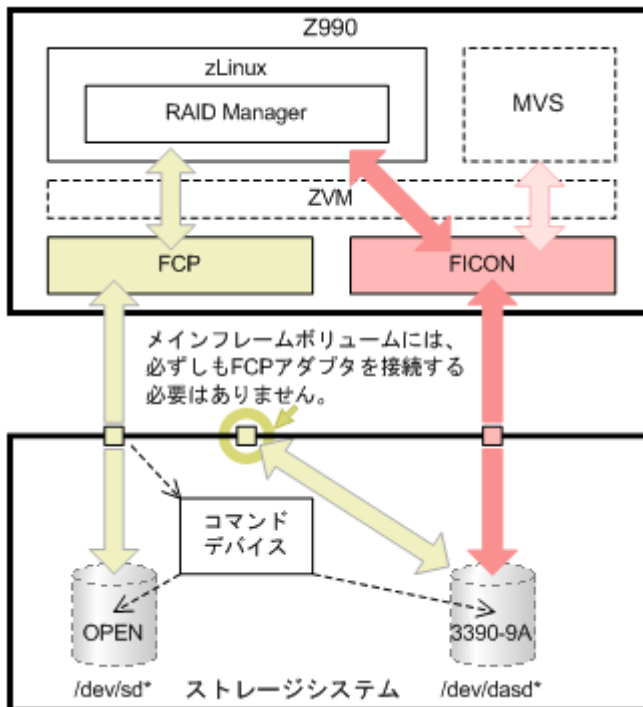 Z990
zLinux
RAID Manager
MVS
ZVM
FCP
FICON
メインフレームボリュームには、
必ずしもFCPアダプタを接続する
必要はありません。
コマンド
デバイス
OPEN
3390-9A
/dev/sd*
ストレージシステム
/dev/dasd*